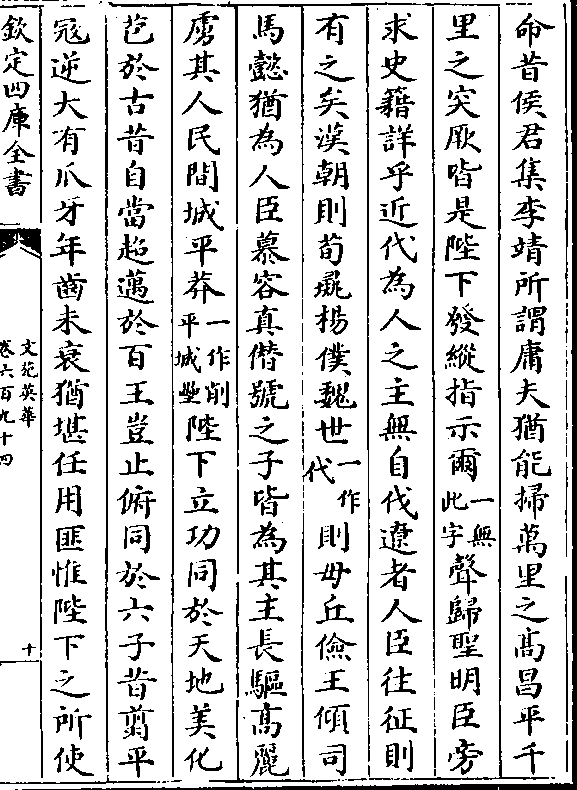 命昔侯君集李靖所謂庸夫猶能掃萬里之高昌平千
里之突厥皆是陛下發縱指示爾一無此字聲歸聖明臣旁
求史籍詳乎近代為人之主無自伐遼者人臣往征則
有之矣漢朝則荀彘楊僕魏世一作代則毋丘儉王傾司
馬懿猶為人臣慕容真僭號之子皆為其主長驅高麗
虜其人民間城平莽一作削平城壘陛下立功同於天地美化
苞於古昔自當超邁於百王豈止俯同於六子昔翦平
冦逆大有爪牙年齒未衰猶堪任用匪惟陛下之所使
欽定四庫全書
文苑英華
卷六百九十四
十